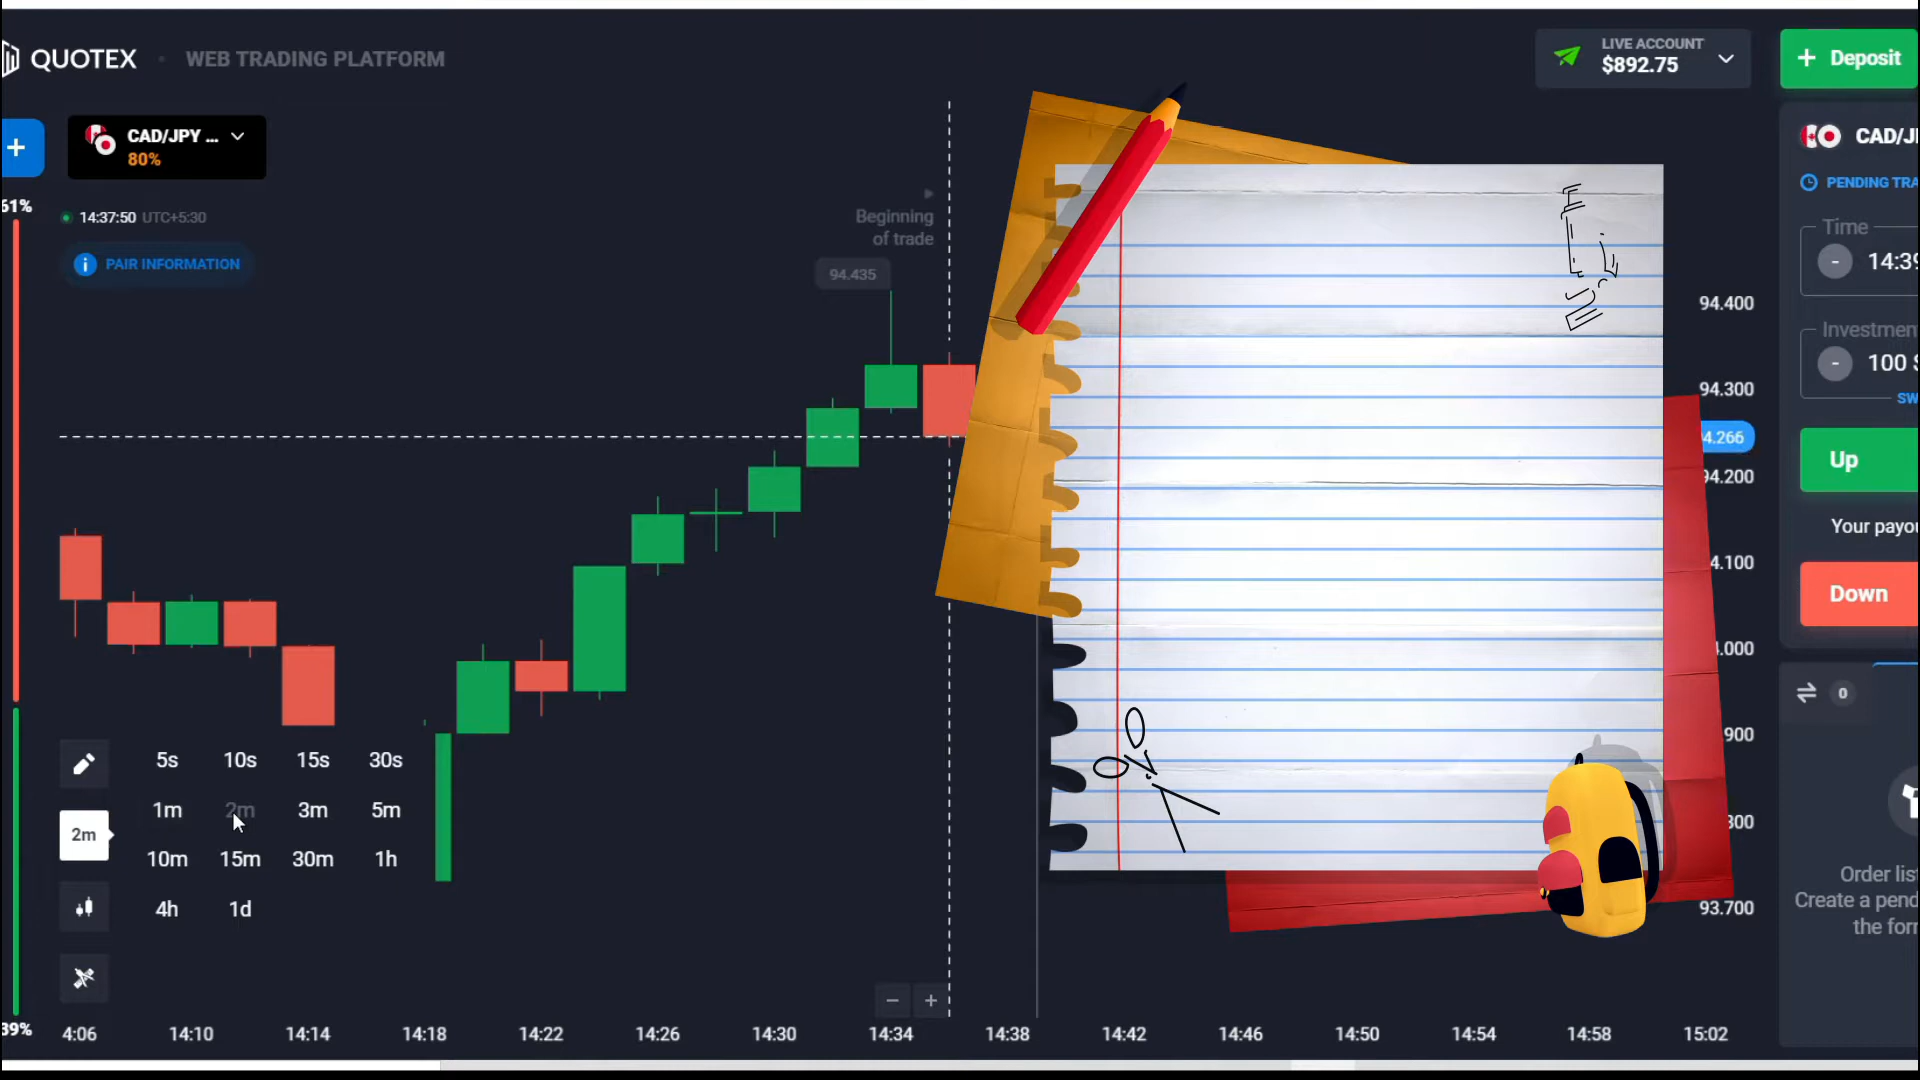 QUOTEX
WEB TRADING PLATFORM
LIVE ACCOUNT
$892.75
+ Deposit
+
CAD/JPY ...
80%
61%
14:37:50 UTC+5:30
PAIR INFORMATION
Beginning
of trade
94.435
94.400
94.300
4.266
94.200
4.100
.000
900
300
93.700
CAD/J
PENDING TRA
Time
- 14:39
Investment
- 100 $
SW
Up
Your payou
Down
0
Order list
Create a pend
the form
5s 10s 15s 30s
1m 2m 3m 5m
2m
10m 15m 30m 1h
4h 1d
39%
− +
4:06 14:10 14:14 14:18 14:22 14:26 14:30 14:34 14:38 14:42 14:46 14:50 14:54 14:58 15:02